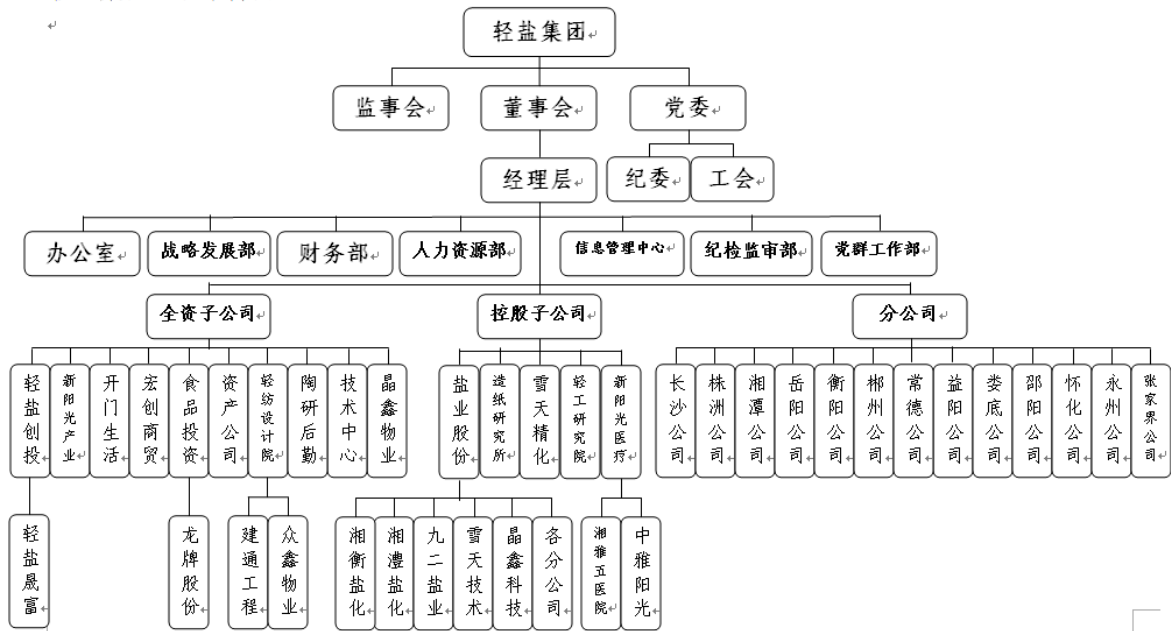 轻盐集团
监事会
董事会
党委
经理层
纪委
工会
办公室
战略发展部
财务部
人力资源部
信息管理中心
纪检监审部
党群工作部
全资子公司
控股子公司
分公司
轻盐创投
新阳光产业
开门生活
宏创商贸
食品投资
资产公司
轻纺设计院
陶研后勤
技术中心
晶鑫物业
盐业股份
造纸研究所
雪天精化
轻工研究院
新阳光医疗
长沙公司
株洲公司
湘潭公司
岳阳公司
衡阳公司
郴州公司
常德公司
益阳公司
娄底公司
邵阳公司
怀化公司
永州公司
张家界公司
轻盐晟富
龙牌股份
建通工程
众鑫物业
湘衡盐化
湘澧盐化
九二盐业
雪天技术
晶鑫科技
各分公司
湘雅五医院
中雅阳光